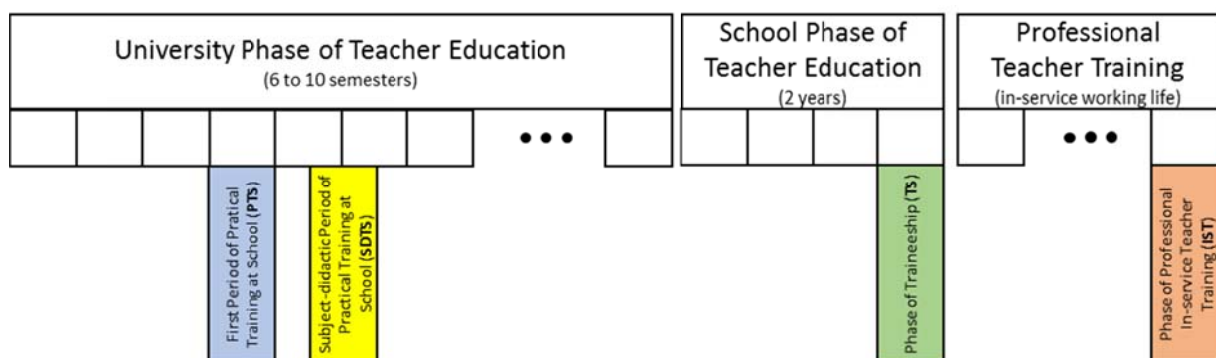 University Phase of Teacher Education
(6 to 10 semesters)
School Phase of
Teacher Education
(2 years)
Professional
Teacher Training
(in-service working life)
•••
•••
First Period of Pratical
Training at School (PTS)
Subject-didactic Period of
Practical Training at
School (SDTS)
Phase of Traineeship (TS)
Phase of Professional
In-service Teacher
Training (IST)